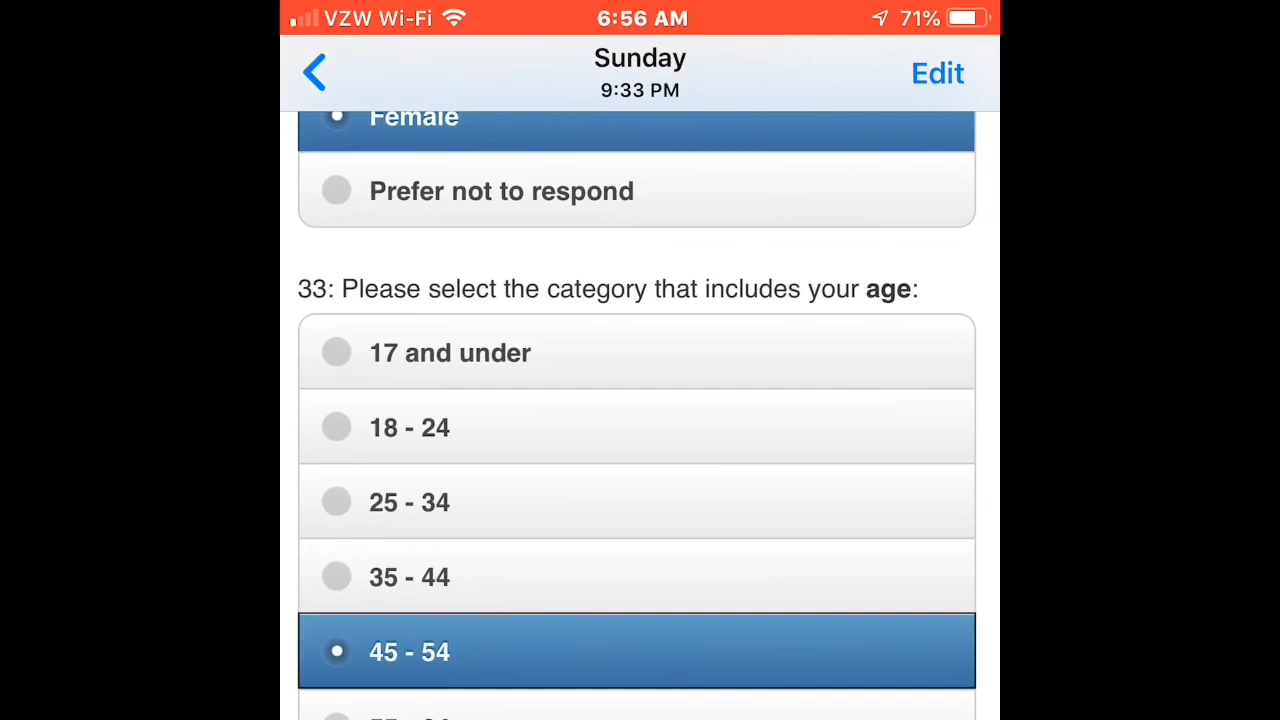 VZW Wi-Fi 6:56 AM 71%
Sunday
9:33 PM
Edit
Female
Prefer not to respond
33: Please select the category that includes your age:
17 and under
18 - 24
25 - 34
35 - 44
45 - 54